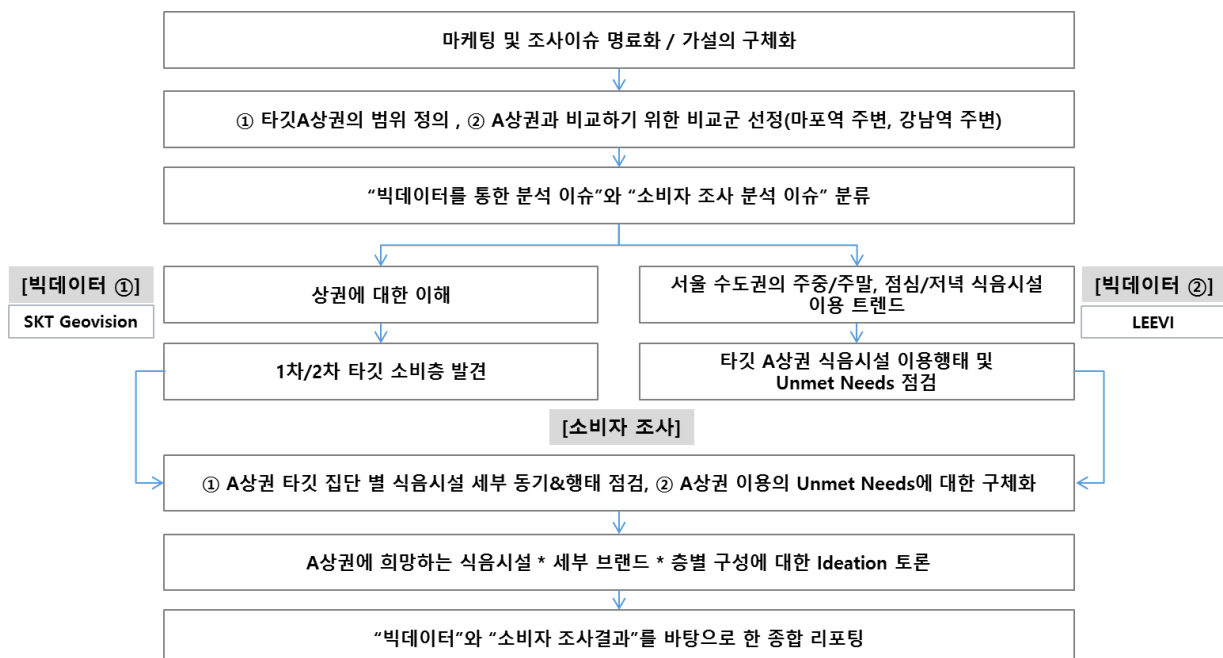 마케팅 및 조사이슈 명료화 / 가설의 구체화
① 타깃A상권의 범위 정의 , ② A상권과 비교하기 위한 비교군 선정(마포역 주변, 강남역 주변)
“빅데이터를 통한 분석 이슈”와 “소비자 조사 분석 이슈” 분류
[빅데이터 ①]
SKT Geovision
상권에 대한 이해
서울 수도권의 주중/주말, 점심/저녁 식음시설
이용 트렌드
[빅데이터 ②]
LEEVI
1차/2차 타깃 소비층 발견
타깃 A상권 식음시설 이용행태 및
Unmet Needs 점검
[소비자 조사]
① A상권 타깃 집단 별 식음시설 세부 동기&행태 점검, ② A상권 이용의 Unmet Needs에 대한 구체화
A상권에 희망하는 식음시설 * 세부 브랜드 * 층별 구성에 대한 Ideation 토론
“빅데이터”와 “소비자 조사결과”를 바탕으로 한 종합 리포팅